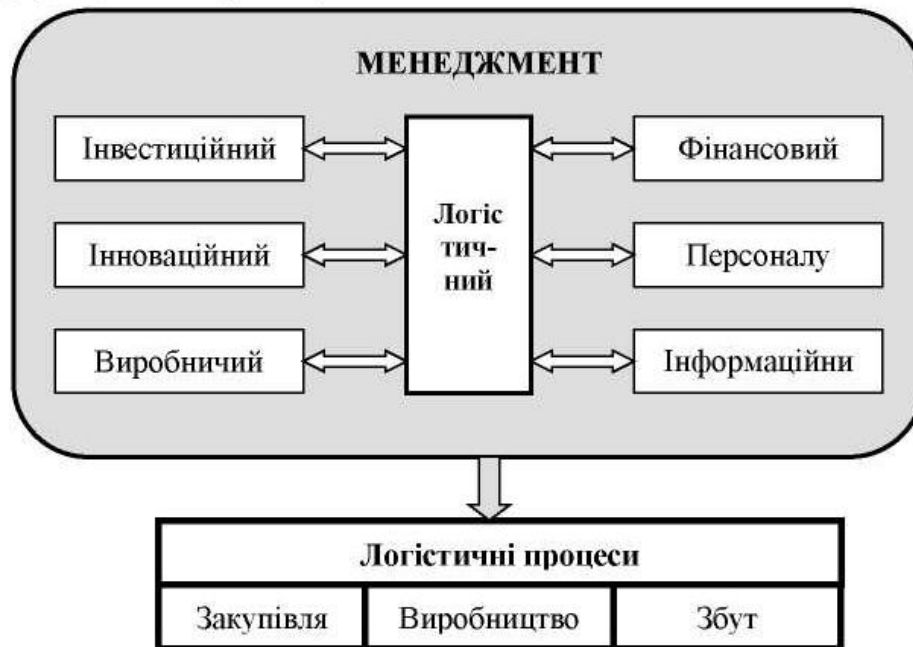 МЕНЕДЖМЕНТ
Інвестиційний
Фінансовий
Логіс
тич-
ний
Інноваційний
Персоналу
Виробничий
Інформаційни
Логістичні процеси
Закупівля
Виробництво
Збут